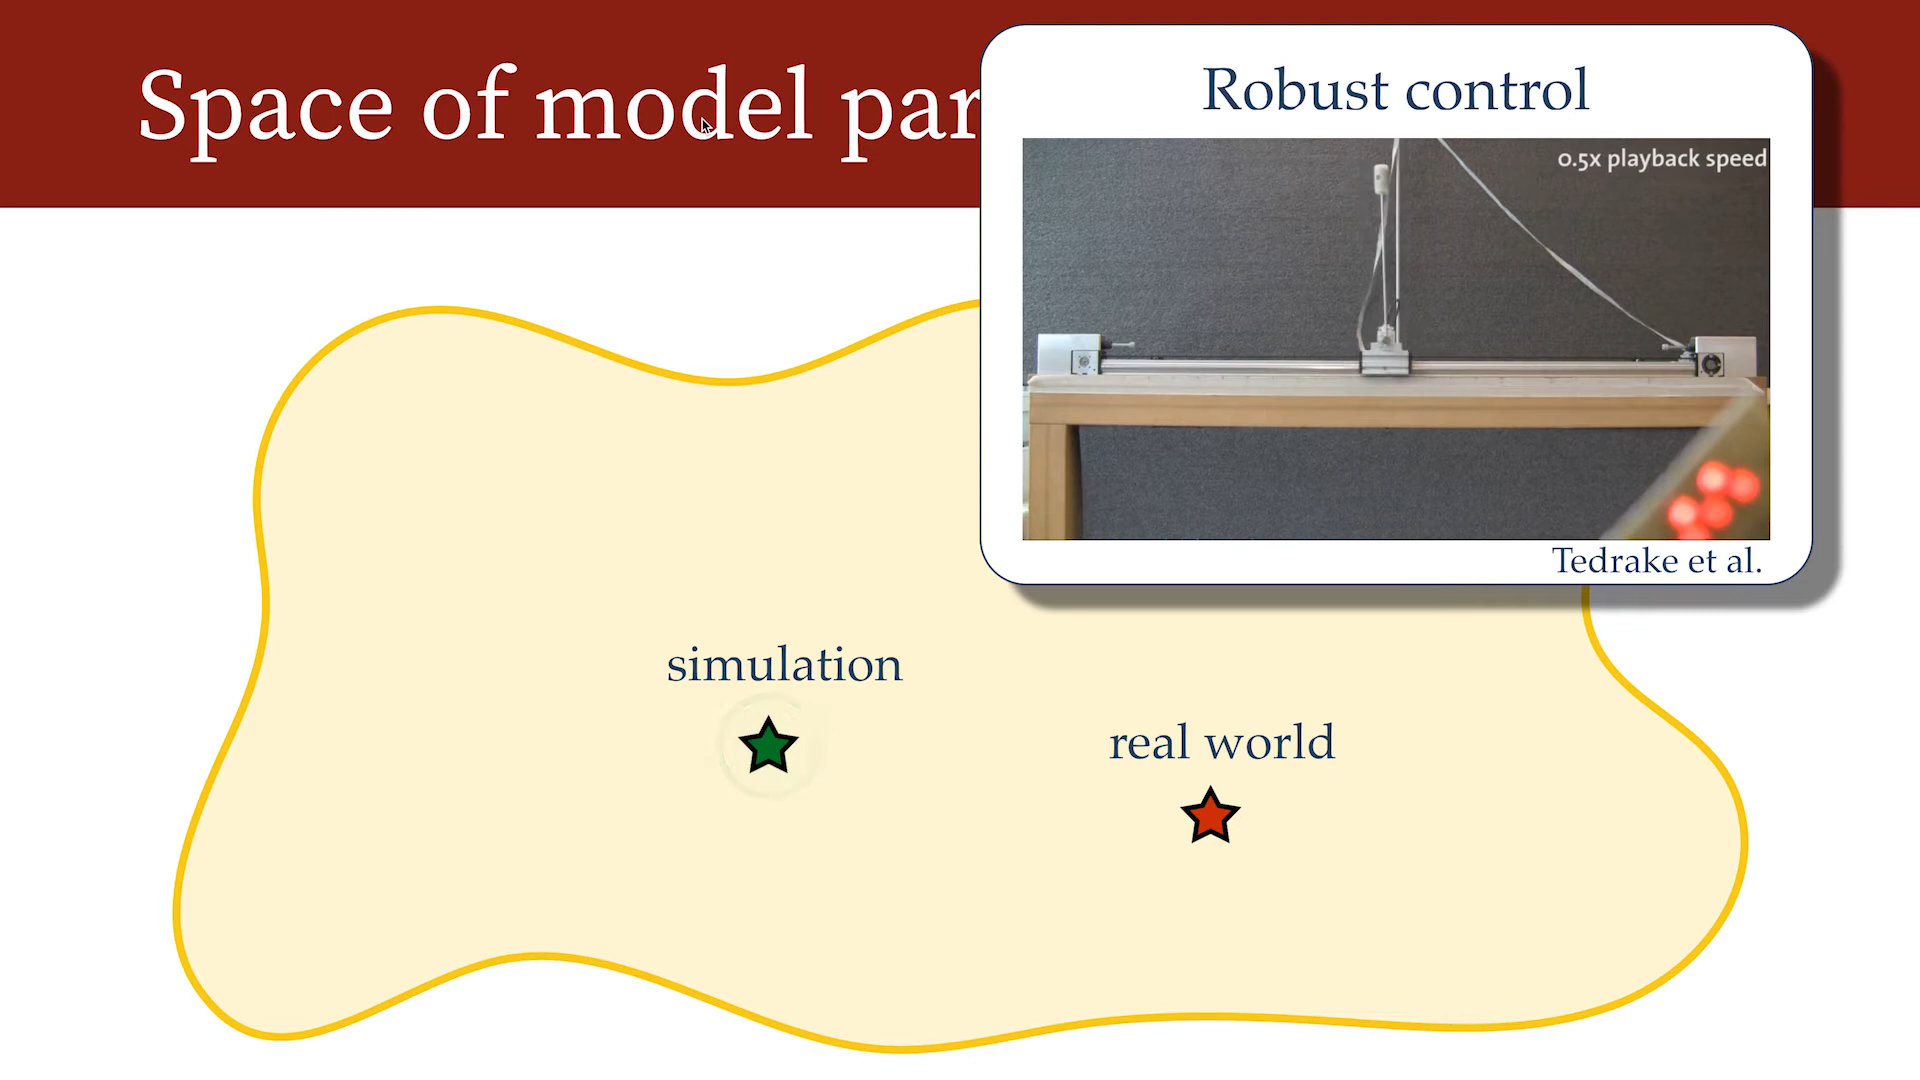 Space of model par
Robust control
0.5x playback speed
Tedrake et al.
simulation
real world